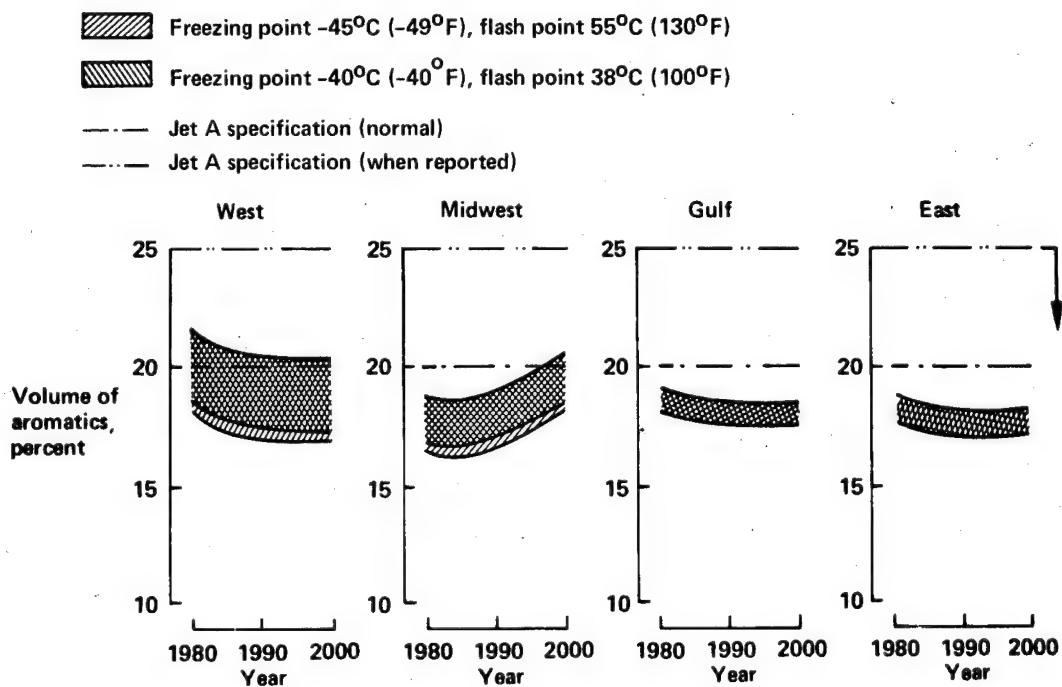 Freezing point -45°C (-49°F), flash point 55°C (130°F)
Freezing point -40°C (-40°F), flash point 38°C (100°F)
Jet A specification (normal)
Jet A specification (when reported)
West
Midwest
Gulf
East
Volume of
aromatics,
percent
25
20
15
10
1980 1990 2000
Year
25
20
15
10
1980 1990 2000
Year
25
20
15
10
1980 1990 2000
Year
25
20
15
10
1980 1990 2000
Year